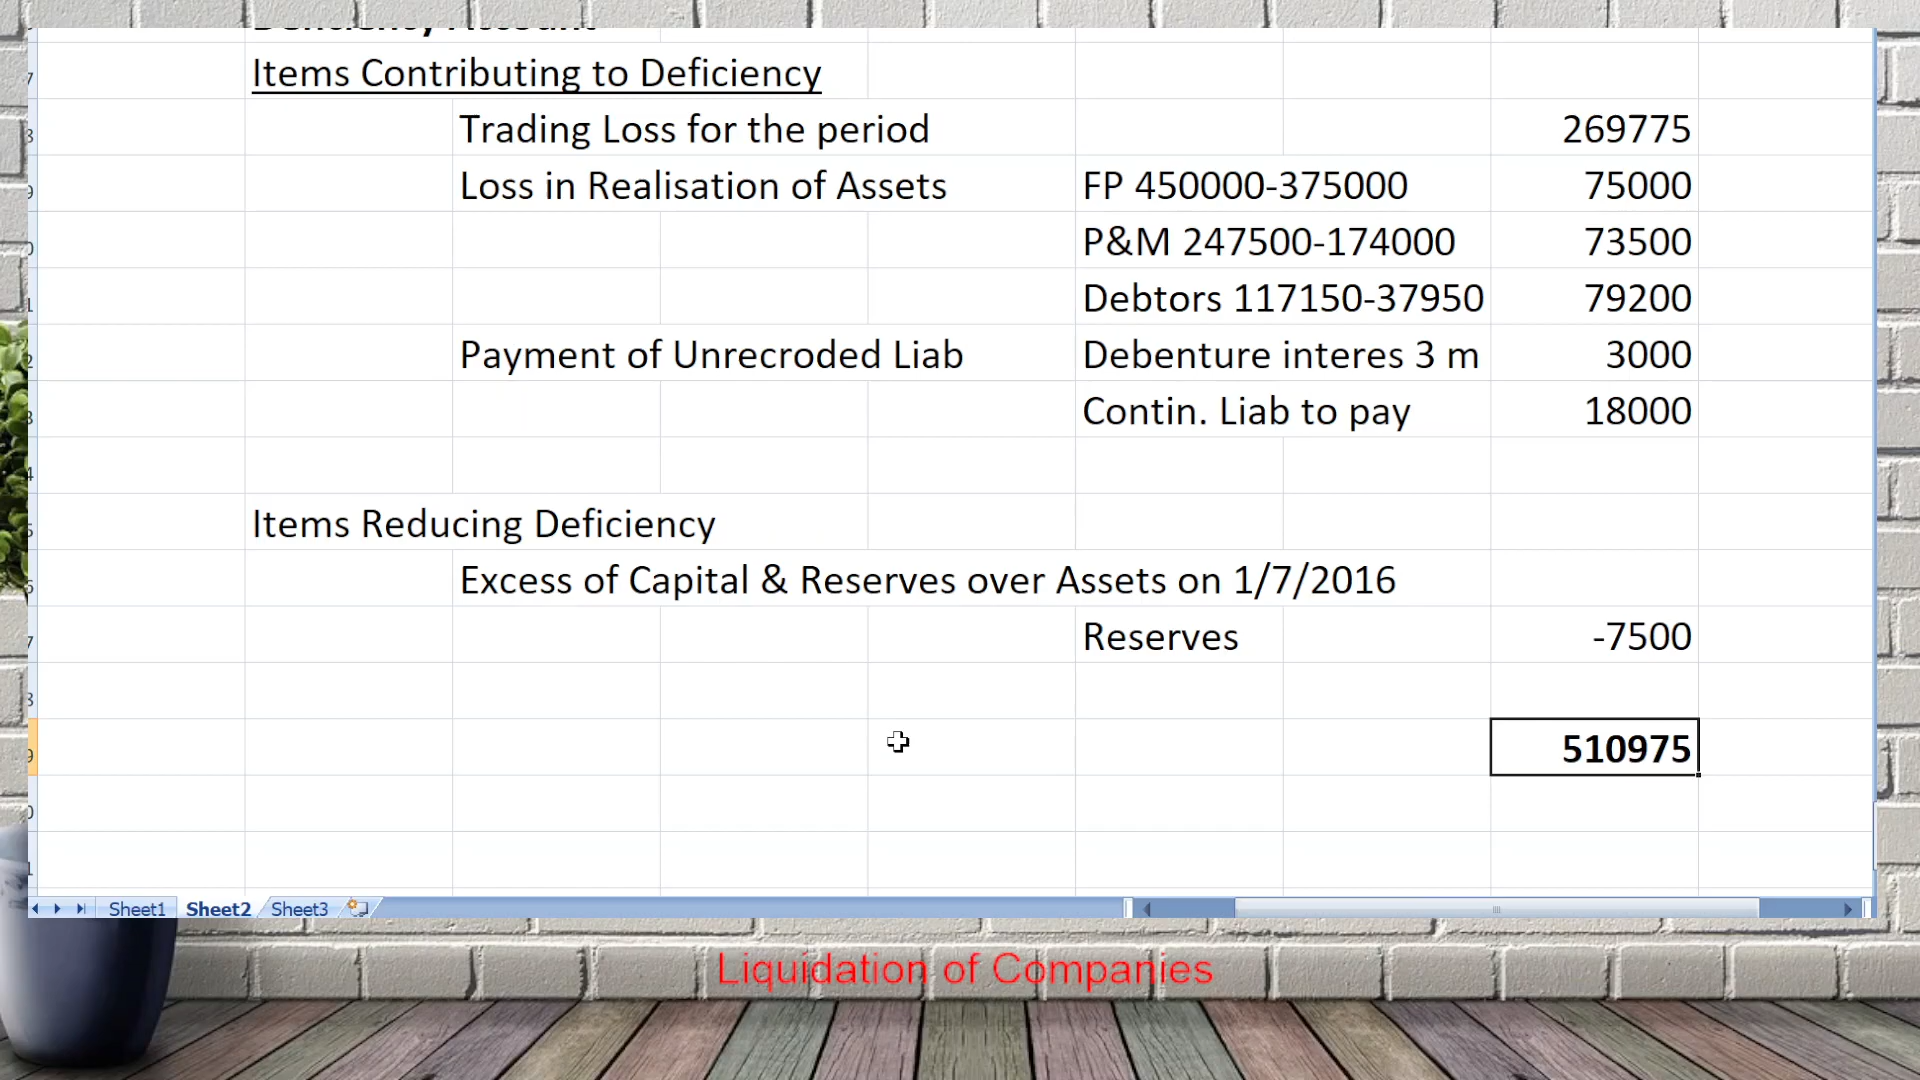 Deficiency Account
Items Contributing to Deficiency
Trading Loss for the period 269775
Loss in Realisation of Assets FP 450000-375000 75000
P&M 247500-174000 73500
Debtors 117150-37950 79200
Payment of Unrecroded Liab Debenture interes 3 m 3000
Contin. Liab to pay 18000
Items Reducing Deficiency
Excess of Capital & Reserves over Assets on 1/7/2016
Reserves -7500
510975
Sheet1 Sheet2 Sheet3
Liquidation of Companies